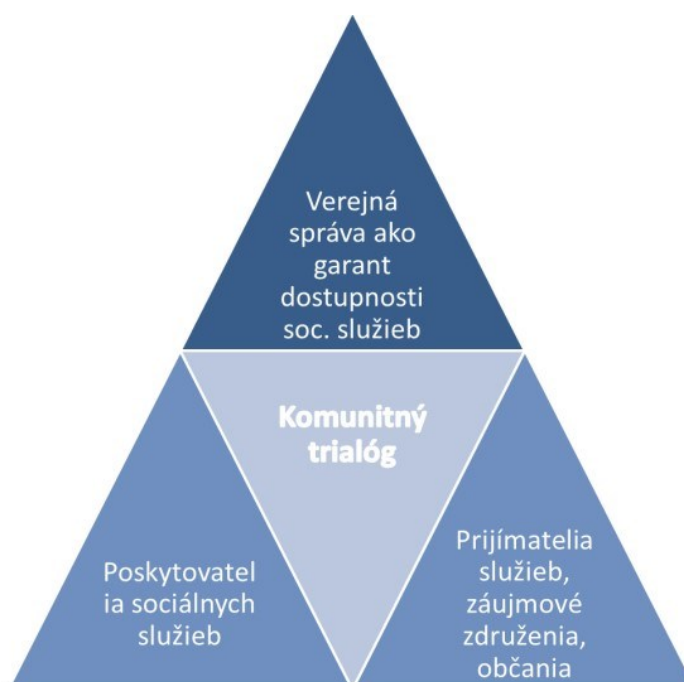 Verejná
správa ako
garant
dostupnosti
soc. služieb
Komunitný
trialóg
Poskytovatel
ia sociálnych
služieb
Prijímatelia
služieb,
záujmové
združenia,
občania